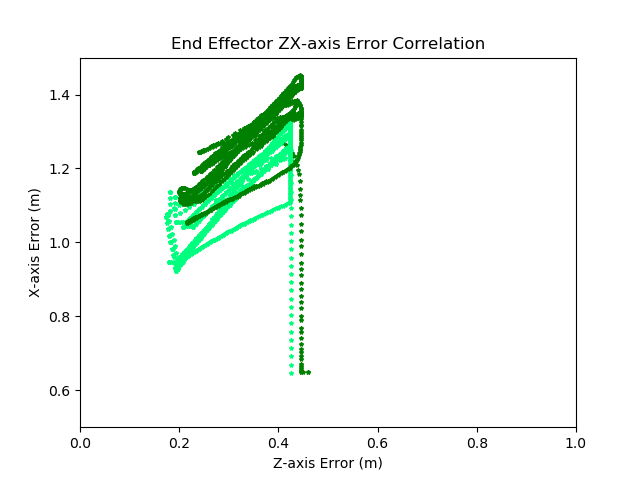 End Effector ZX-axis Error Correlation
1.4
1.2
1.0
0.8
0.6
X-axis Error (m)
0.0 0.2 0.4 0.6 0.8 1.0
Z-axis Error (m)